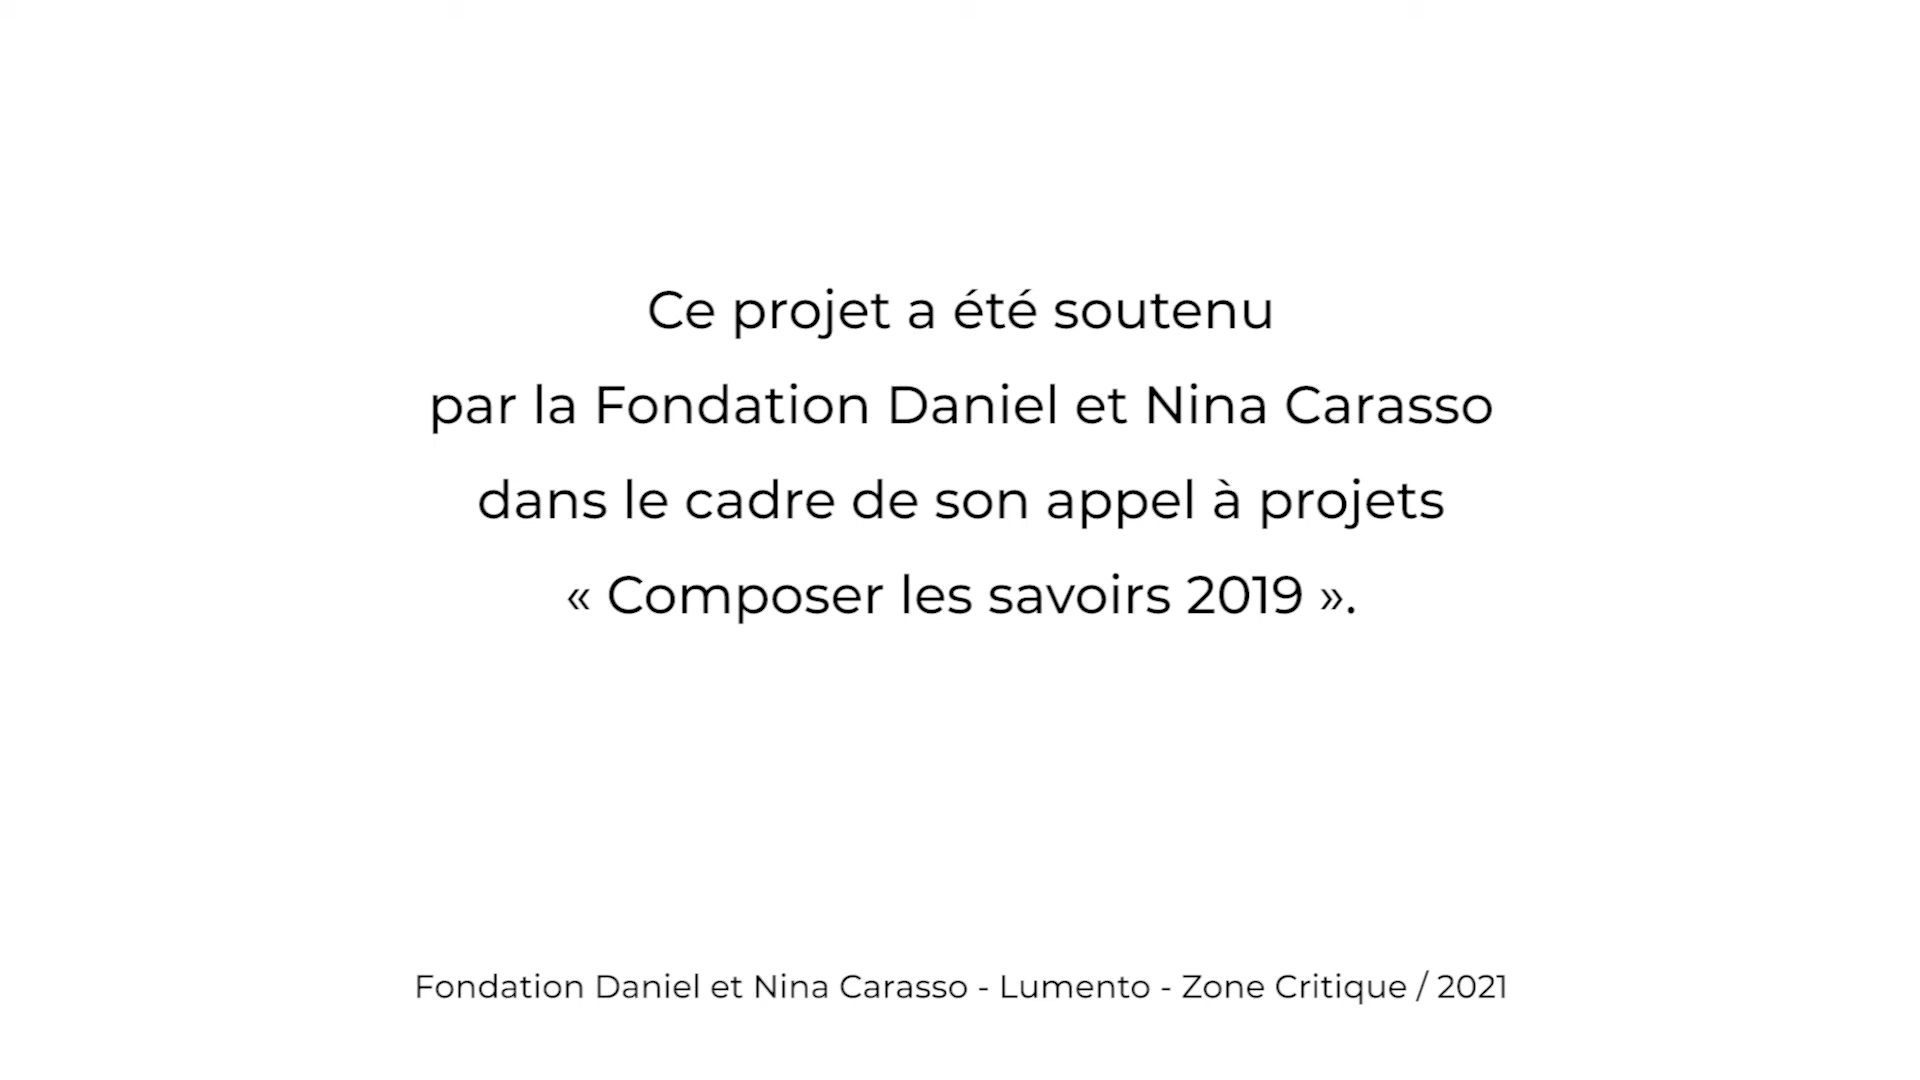 Ce projet a été soutenu
par la Fondation Daniel et Nina Carasso
dans le cadre de son appel à projets
« Composer les savoirs 2019 ».
Fondation Daniel et Nina Carasso - Lumento - Zone Critique / 2021